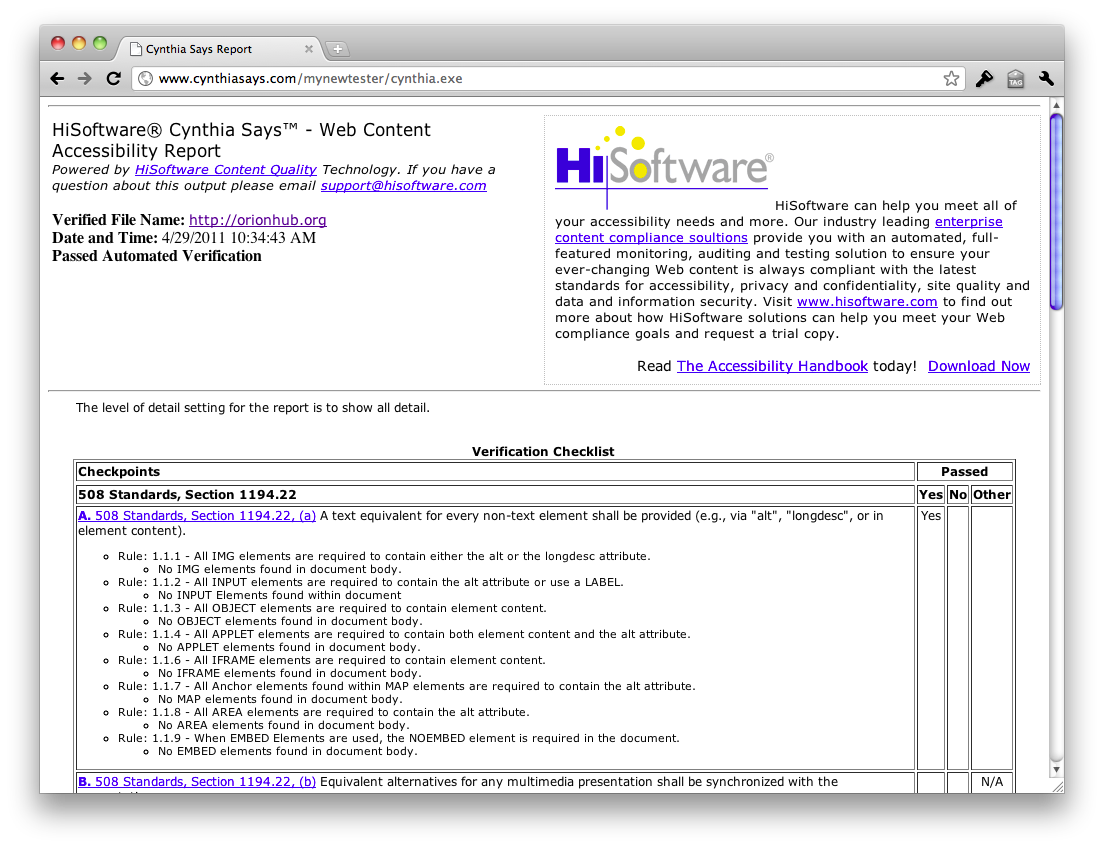 Cynthia Says Report
www.cynthiasays.com/mynewtester/cynthia.exe
TAG
HiSoftware® Cynthia Says™ - Web Content
Accessibility Report
Powered by HiSoftware Content Quality Technology. If you have a
question about this output please email support@hisoftware.com
Verified File Name: http://orionhub.org
Date and Time: 4/29/2011 10:34:43 AM
Passed Automated Verification
HiSoftware®
HiSoftware can help you meet all of
your accessibility needs and more. Our industry leading enterprise
content compliance soultions provide you with an automated, full-
featured monitoring, auditing and testing solution to ensure your
ever-changing Web content is always compliant with the latest
standards for accessibility, privacy and confidentiality, site quality and
data and information security. Visit www.hisoftware.com to find out
more about how HiSoftware solutions can help you meet your Web
compliance goals and request a trial copy.
Read The Accessibility Handbook today! Download Now
The level of detail setting for the report is to show all detail.
Verification Checklist
Checkpoints Passed
508 Standards, Section 1194.22 Yes No Other
A. 508 Standards, Section 1194.22, (a) A text equivalent for every non-text element shall be provided (e.g., via "alt", "longdesc", or in Yes
element content).
Rule: 1.1.1 - All IMG elements are required to contain either the alt or the longdesc attribute.
No IMG elements found in document body.
Rule: 1.1.2 - All INPUT elements are required to contain the alt attribute or use a LABEL.
No INPUT Elements found within document
Rule: 1.1.3 - All OBJECT elements are required to contain element content.
No OBJECT elements found in document body.
Rule: 1.1.4 - All APPLET elements are required to contain both element content and the alt attribute.
No APPLET elements found in document body.
Rule: 1.1.6 - All IFRAME elements are required to contain element content.
No IFRAME elements found in document body.
Rule: 1.1.7 - All Anchor elements found within MAP elements are required to contain the alt attribute.
No MAP elements found in document body.
Rule: 1.1.8 - All AREA elements are required to contain the alt attribute.
No AREA elements found in document body.
Rule: 1.1.9 - When EMBED Elements are used, the NOEMBED element is required in the document.
No EMBED elements found in document body.
B. 508 Standards, Section 1194.22, (b) Equivalent alternatives for any multimedia presentation shall be synchronized with the N/A